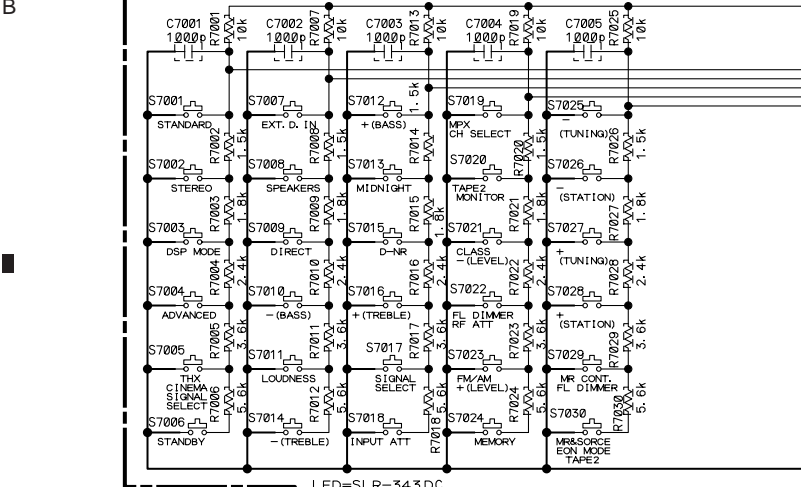 B
C7001 R7001 C7002 R7007 C7003 R7013 C7004 R7019 C7005 R7025
1000p 10k 1000p 10k 1000p 10k 1000p 10k 1000p 10k
S7001 S7007 S7012 1.5k S7019 S7025
STANDARD EXT. D. IN +(BASS) MPX CH SELECT − (TUNING)
R7002 1.5k R7008 1.5k R7014 R7020 1.5k R7026 1.5k
S7002 S7008 S7013 S7020 S7026
STEREO SPEAKERS MIDNIGHT TAPE2 MONITOR − (STATION)
R7003 1.8k R7009 1.8k R7015 1.8k R7021 1.8k R7027 1.8k
S7003 S7009 S7015 S7021 S7027
DSP MODE DIRECT D-NR CLASS −(LEVEL) + (TUNING)
R7004 2.4k R7010 2.4k R7016 2.4k R7022 2.4k R7028 2.4k
S7004 S7010 S7016 S7022 S7028
ADVANCED −(BASS) +(TREBLE) FL DIMMER RF ATT + (STATION)
R7005 3.6k R7011 3.6k R7017 3.6k R7023 3.6k R7029 3.6k
S7005 S7011 S7017 S7023 S7029
THX CINEMA SIGNAL SELECT LOUDNESS SIGNAL SELECT FM/AM +(LEVEL) MR CONT. FL DIMMER
R7006 5.6k R7012 5.6k R7018 5.6k R7024 5.6k R7030 5.6k
S7006 S7014 S7018 S7024 S7030
STANDBY −(TREBLE) INPUT ATT MEMORY MR&SORCE EON MODE TAPE2
LED=SLR-343DC